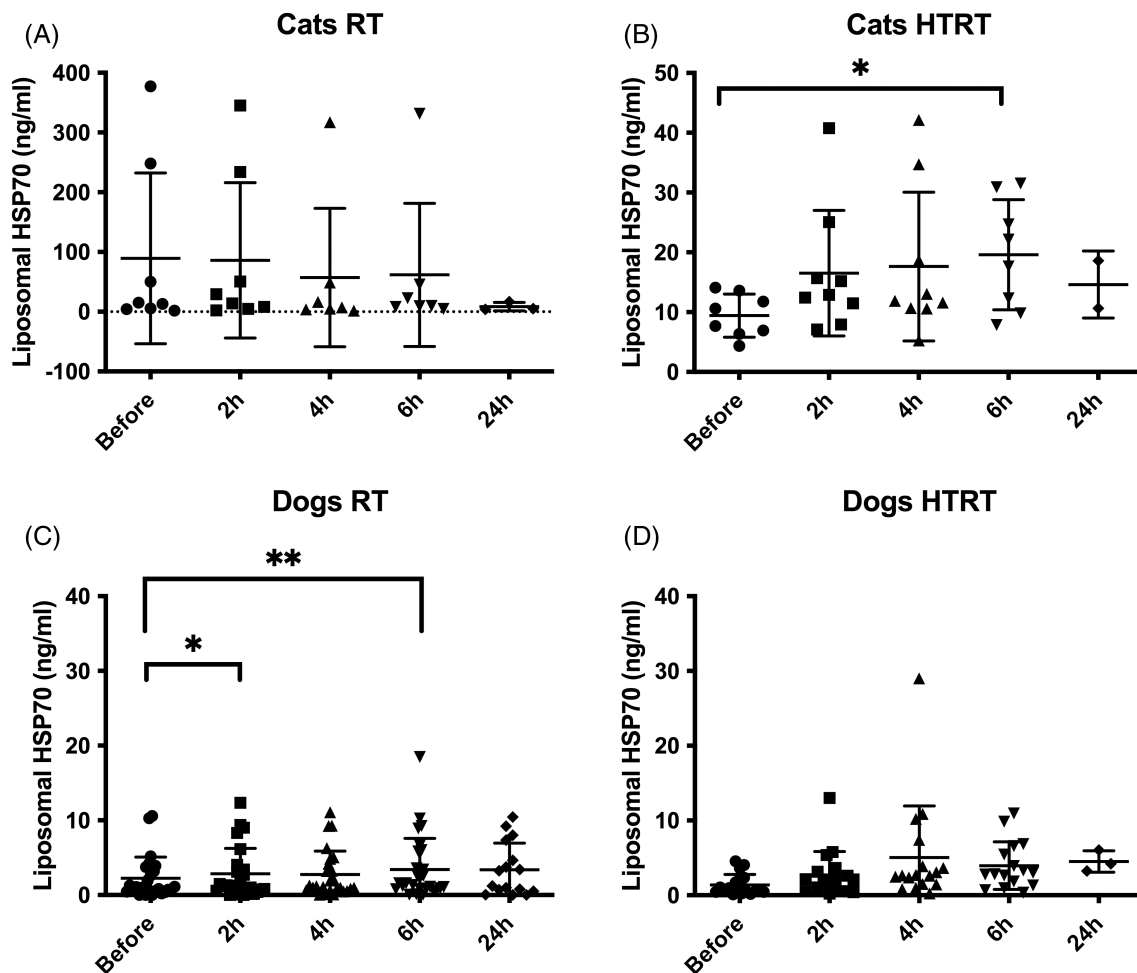 (A)
Cats RT
Liposomal HSP70 (ng/ml)
400
300
200
100
0
-100
Before
2h
4h
6h
24h
(B)
Cats HTRT
Liposomal HSP70 (ng/ml)
50
40
30
20
10
0
*
Before
2h
4h
6h
24h
(C)
Dogs RT
Liposomal HSP70 (ng/ml)
40
30
20
10
0
**
*
Before
2h
4h
6h
24h
(D)
Dogs HTRT
Liposomal HSP70 (ng/ml)
40
30
20
10
0
Before
2h
4h
6h
24h